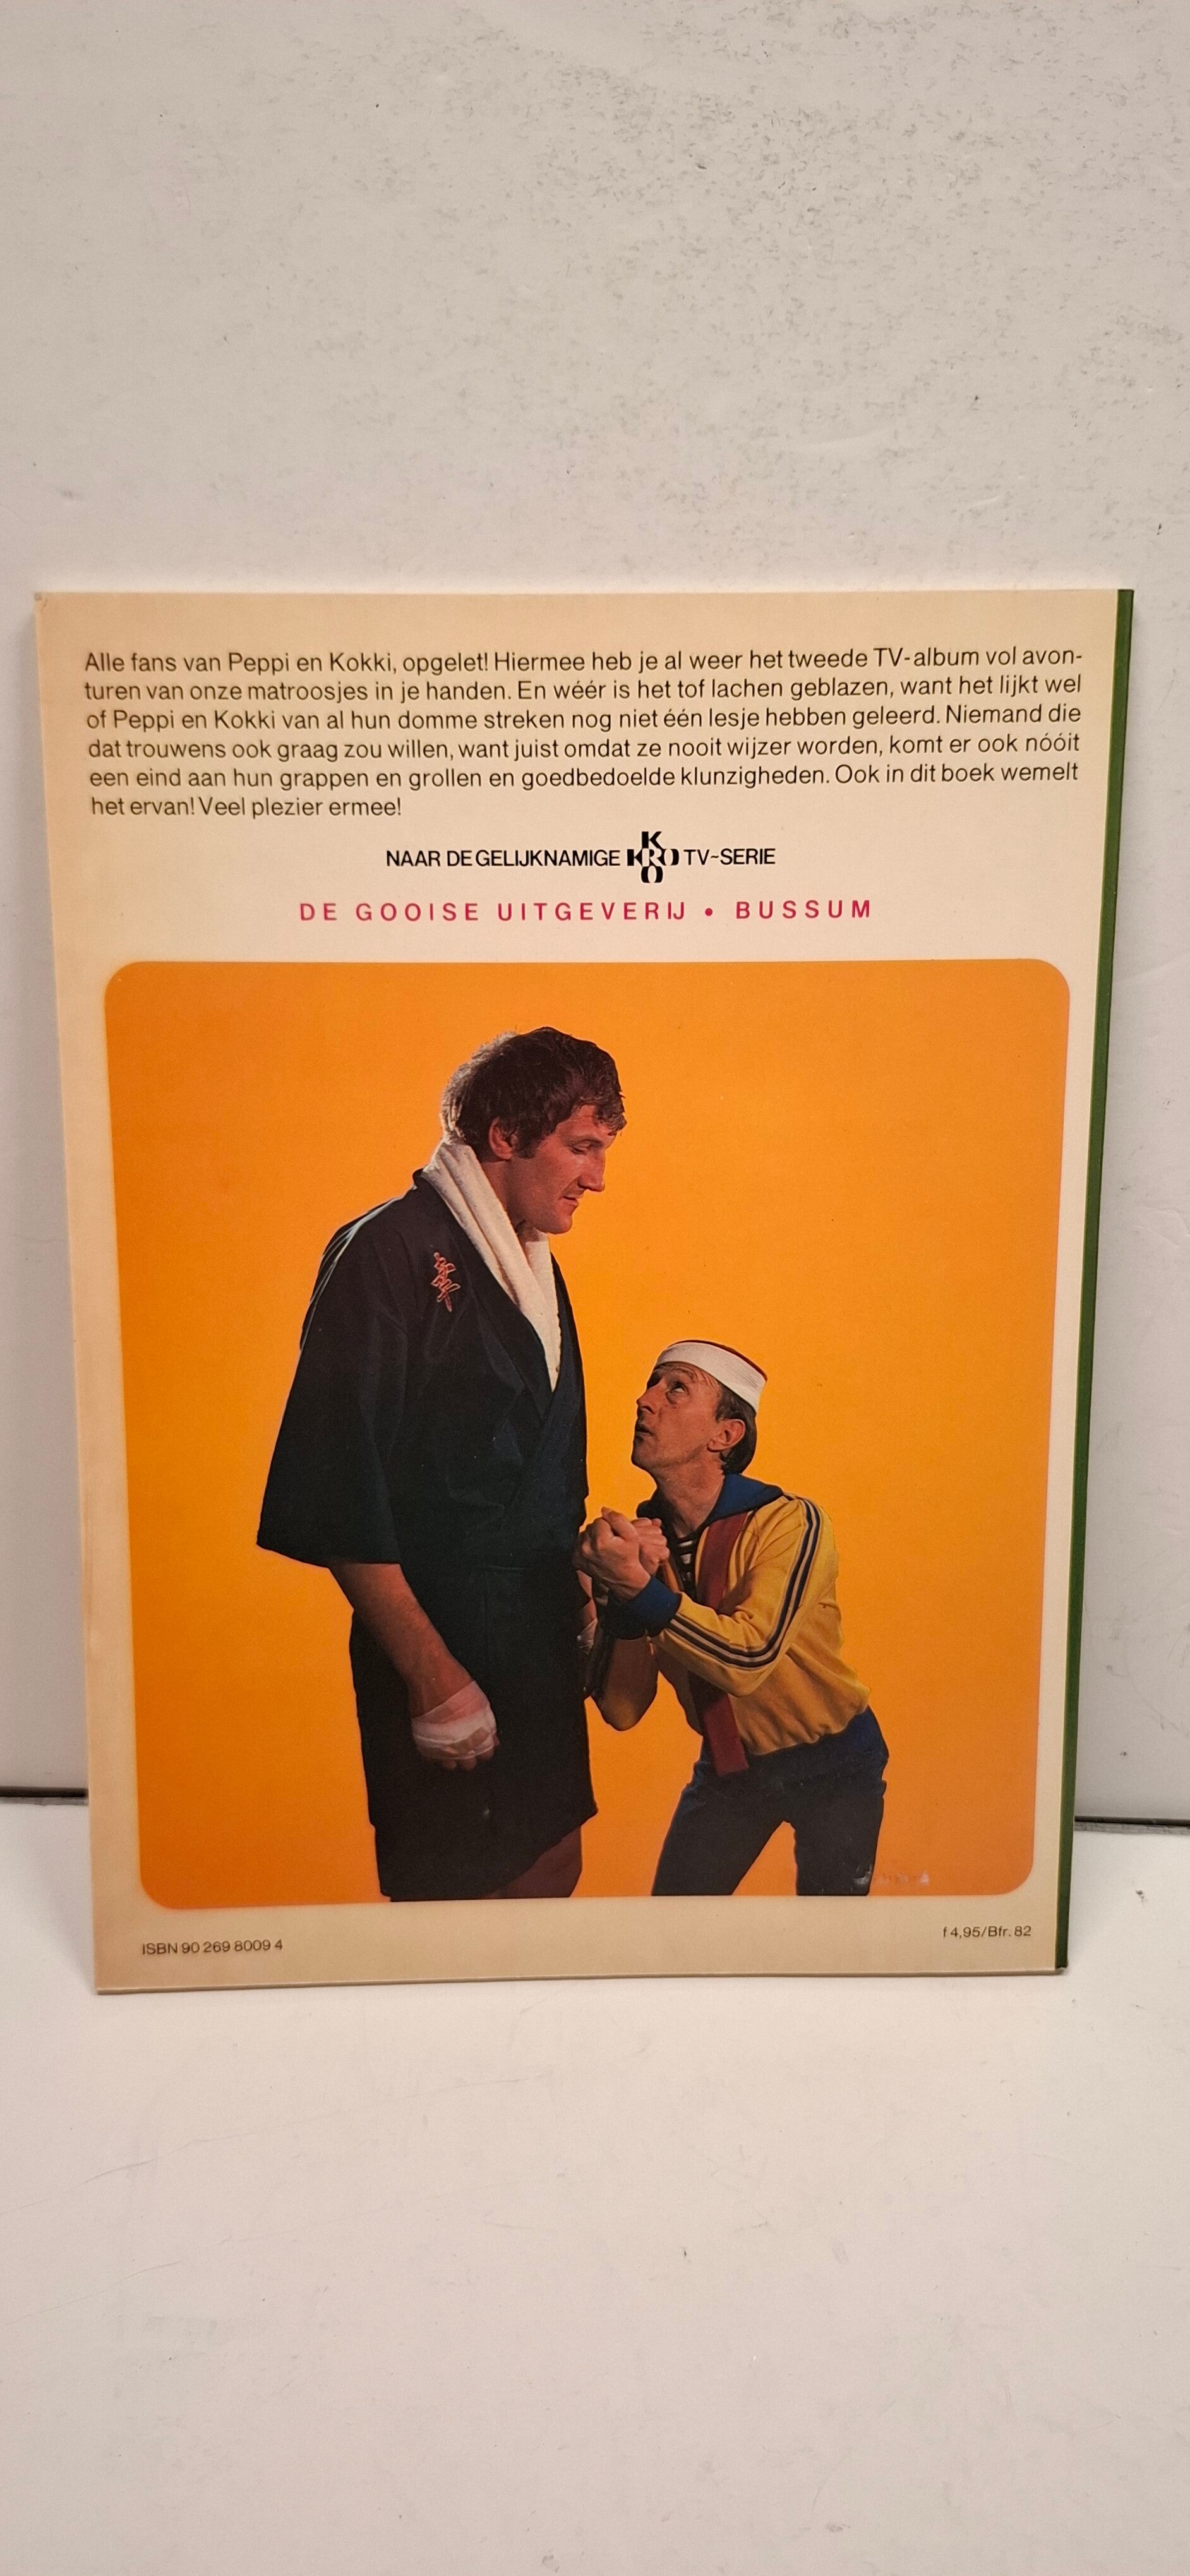 Alle fans van Peppi en Kokki, opgelet! Hiermee heb je al weer het tweede TV-album vol avon-
turen van onze matroosjes in je handen. En wéér is het tof lachen geblazen, want het lijkt wel
of Peppi en Kokki van al hun domme streken nog niet één lesje hebben geleerd. Niemand die
dat trouwens ook graag zou willen, want juist omdat ze nooit wijzer worden, komt er ook nóóit
een eind aan hun grappen en grollen en goedbedoelde klunzigheden. Ook in dit boek wemelt
het ervan! Veel plezier ermee!
NAAR DE GELIJKNAMIGE KRO TV-SERIE
DE GOOISE UITGEVERIJ • BUSSUM
ISBN 90 269 8009 4
f 4,95/Bfr. 82